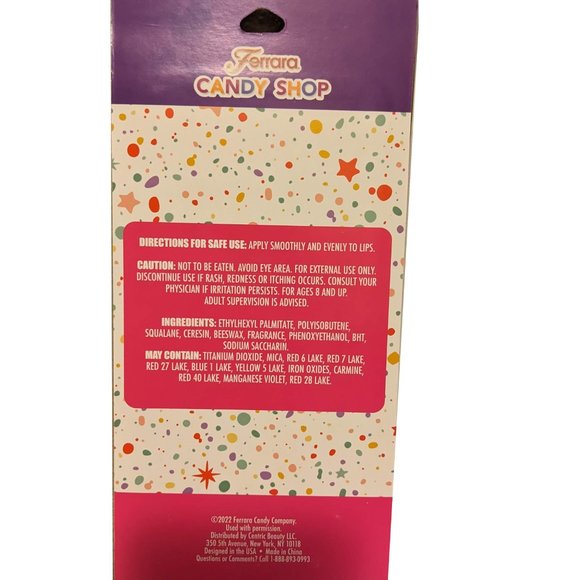 Ferrara
CANDY SHOP
DIRECTIONS FOR SAFE USE: APPLY SMOOTHLY AND EVENLY TO LIPS.
CAUTION: NOT TO BE EATEN. AVOID EYE AREA. FOR EXTERNAL USE ONLY.
DISCONTINUE USE IF RASH, REDNESS OR ITCHING OCCURS. CONSULT YOUR
PHYSICIAN IF IRRITATION PERSISTS. FOR AGES 8 AND UP.
ADULT SUPERVISION IS ADVISED.
INGREDIENTS: ETHYLHEXYL PALMITATE, POLYISOBUTENE,
SQUALANE, CERESIN, BEESWAX, FRAGRANCE, PHENOXYETHANOL, BHT,
SODIUM SACCHARIN.
MAY CONTAIN: TITANIUM DIOXIDE, MICA, RED 6 LAKE, RED 7 LAKE,
RED 27 LAKE, BLUE 1 LAKE, YELLOW 5 LAKE, IRON OXIDES, CARMINE,
RED 40 LAKE, MANGANESE VIOLET, RED 28 LAKE.
©2022 Ferrara Candy Company.
Used with permission.
Distributed by Centric Beauty LLC.
350 5th Avenue, New York, NY 10118
Designed in the USA • Made in China
Questions or Comments? Call 1-888-893-0993